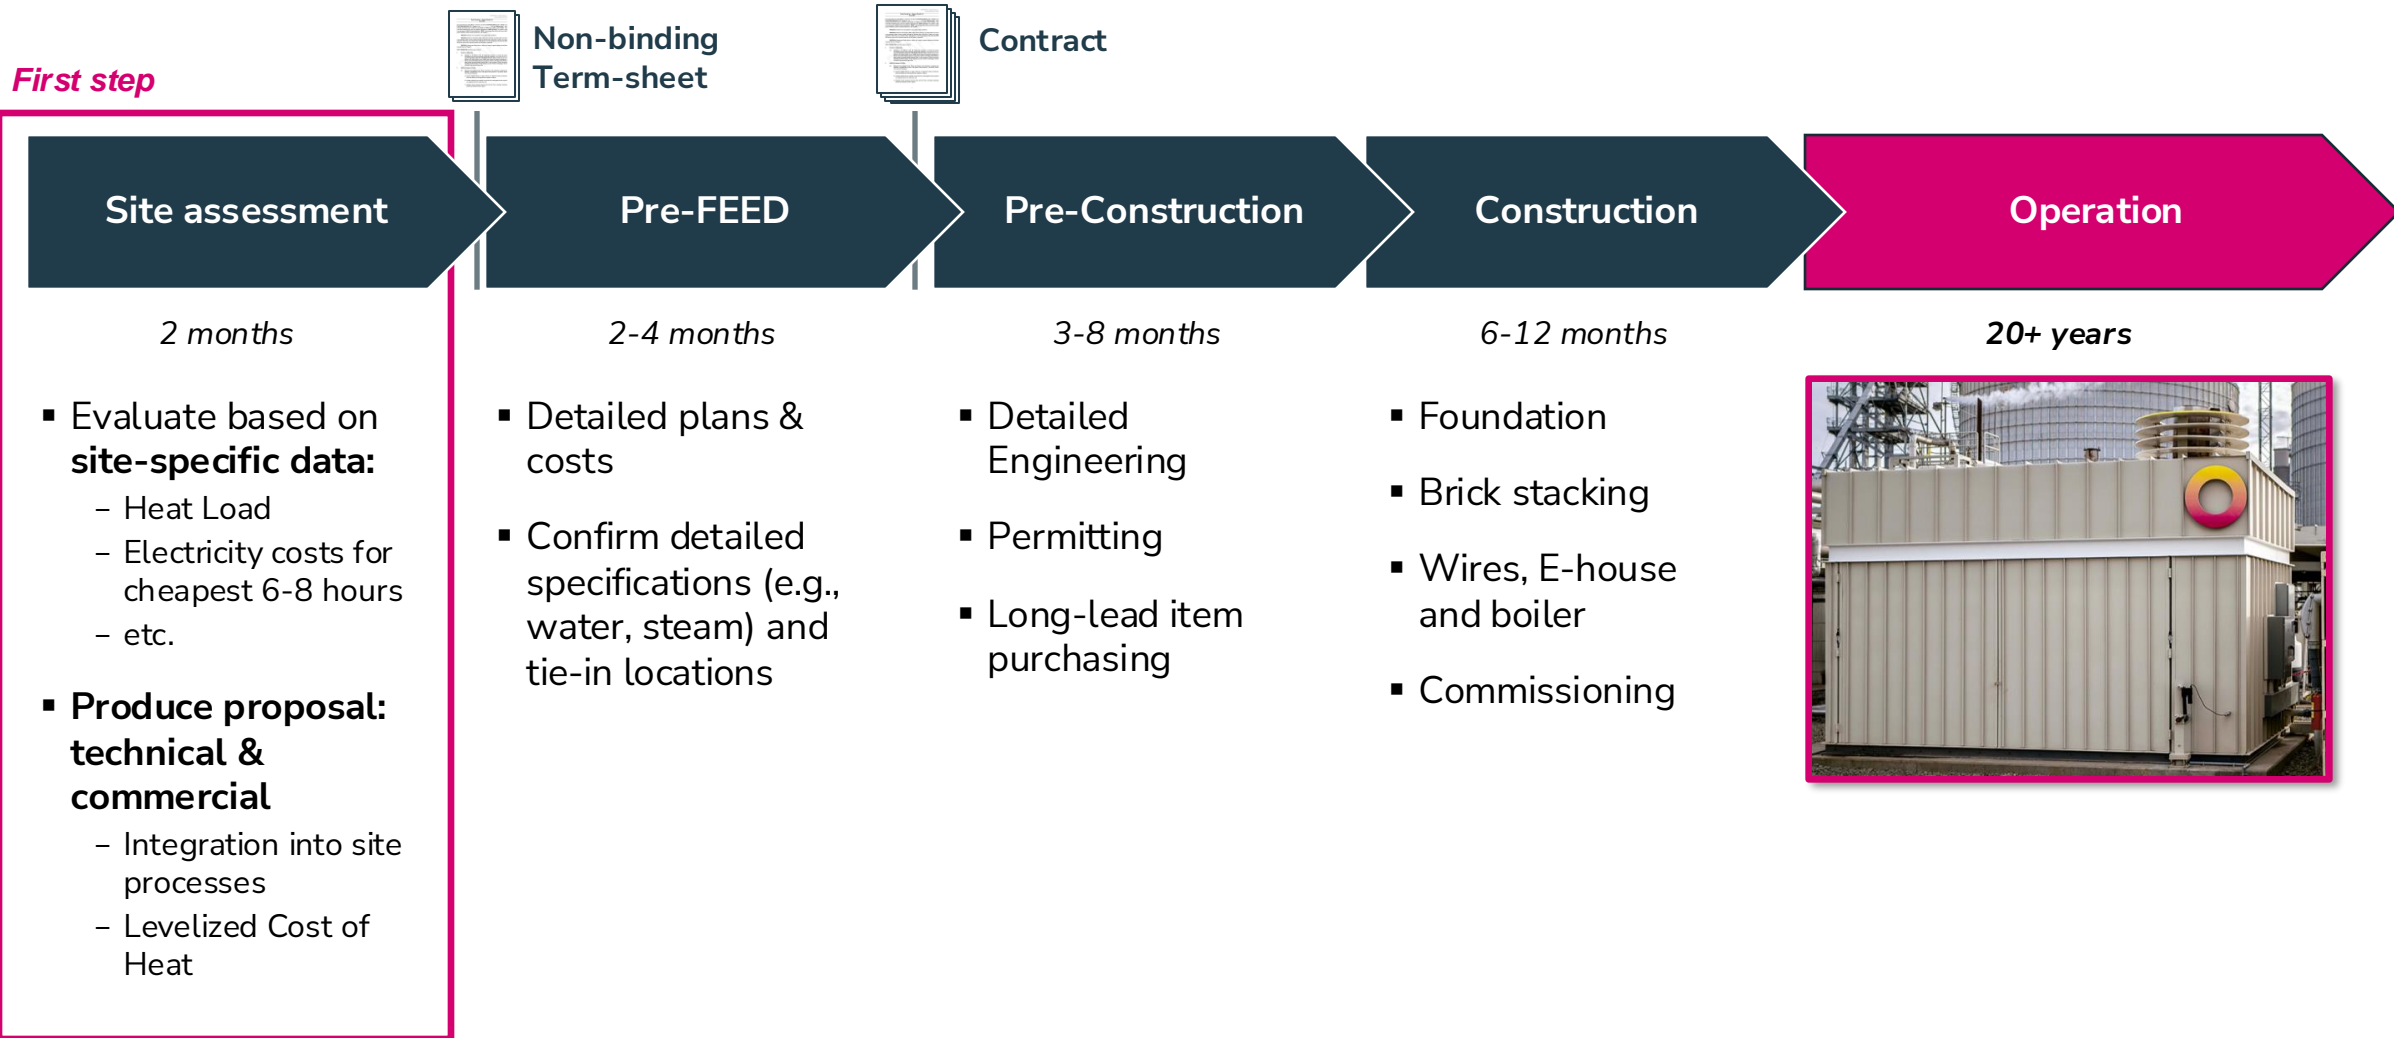 First step
Non-binding
Term-sheet
Contract
Site assessment
Pre-FEED
Pre-Construction
Construction
Operation
2 months
2-4 months
3-8 months
6-12 months
20+ years
▪ Evaluate based on
site-specific data:
– Heat Load
– Electricity costs for
cheapest 6-8 hours
– etc.
▪ Produce proposal:
technical &
commercial
– Integration into site
processes
– Levelized Cost of
Heat
▪ Detailed plans &
costs
▪ Confirm detailed
specifications (e.g.,
water, steam) and
tie-in locations
▪ Detailed
Engineering
▪ Permitting
▪ Long-lead item
purchasing
▪ Foundation
▪ Brick stacking
▪ Wires, E-house
and boiler
▪ Commissioning